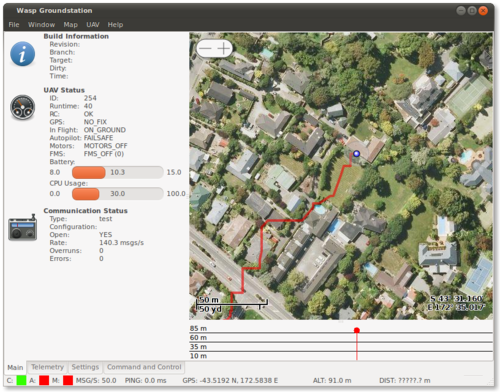 Wasp Groundstation
File Window Map UAV Help
Build Information
Revision:
Branch:
Target:
Dirty:
Time:
UAV Status
ID: 254
Runtime: 40
RC: OK
GPS: NO_FIX
In Flight: ON_GROUND
Autopilot: FAILSAFE
Motors: MOTORS_OFF
FMS: FMS_OFF (0)
Battery:
8.0 10.3 15.0
CPU Usage:
0.0 30.0 100.0
Communication Status
Type: test
Configuration:
Open: YES
Rate: 140.3 msgs/s
Overruns: 0
Errors: 0
50 m
50 yd
S 43° 31.160'
E 172° 35.017'
85 m
60 m
35 m
10 m
Main Telemetry Settings Command and Control
C: A: M: MSG/S: 50.0 PING: 0.0 ms GPS: -43.5192 N, 172.5838 E ALT: 91.0 m DIST: ?????.? m